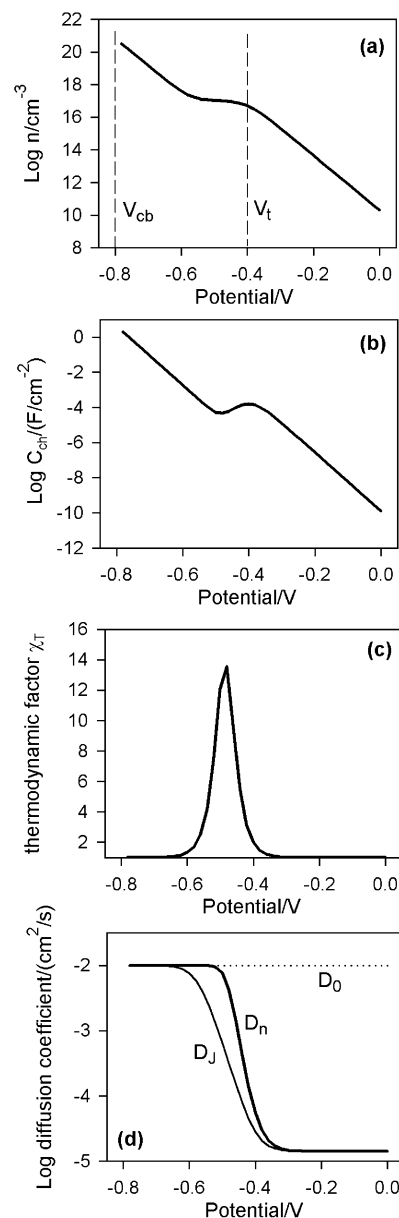 (a)
Log n/cm⁻³
22
20
18
16
14
12
10
8
V_cb
V_t
-0.8 -0.6 -0.4 -0.2 0.0
Potential/V
(b)
Log C_ch/(F/cm⁻²)
0
-2
-4
-6
-8
-10
-12
-0.8 -0.6 -0.4 -0.2 0.0
Potential/V
(c)
thermodynamic factor χ_T
16
14
12
10
8
6
4
2
-0.8 -0.6 -0.4 -0.2 0.0
Potential/V
Log diffusion coefficient/(cm²/s)
-2
-3
-4
-5
D_0
D_n
D_J
(d)
-0.8 -0.6 -0.4 -0.2 0.0
Potential/V